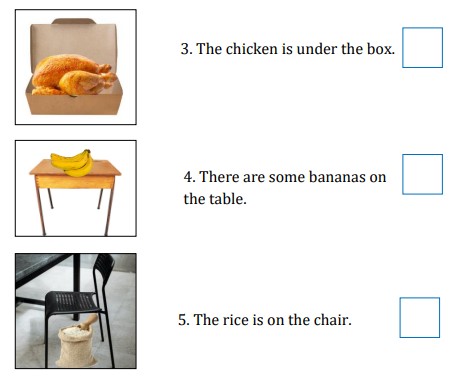 3. The chicken is under the box.
4. There are some bananas on
the table.
5. The rice is on the chair.